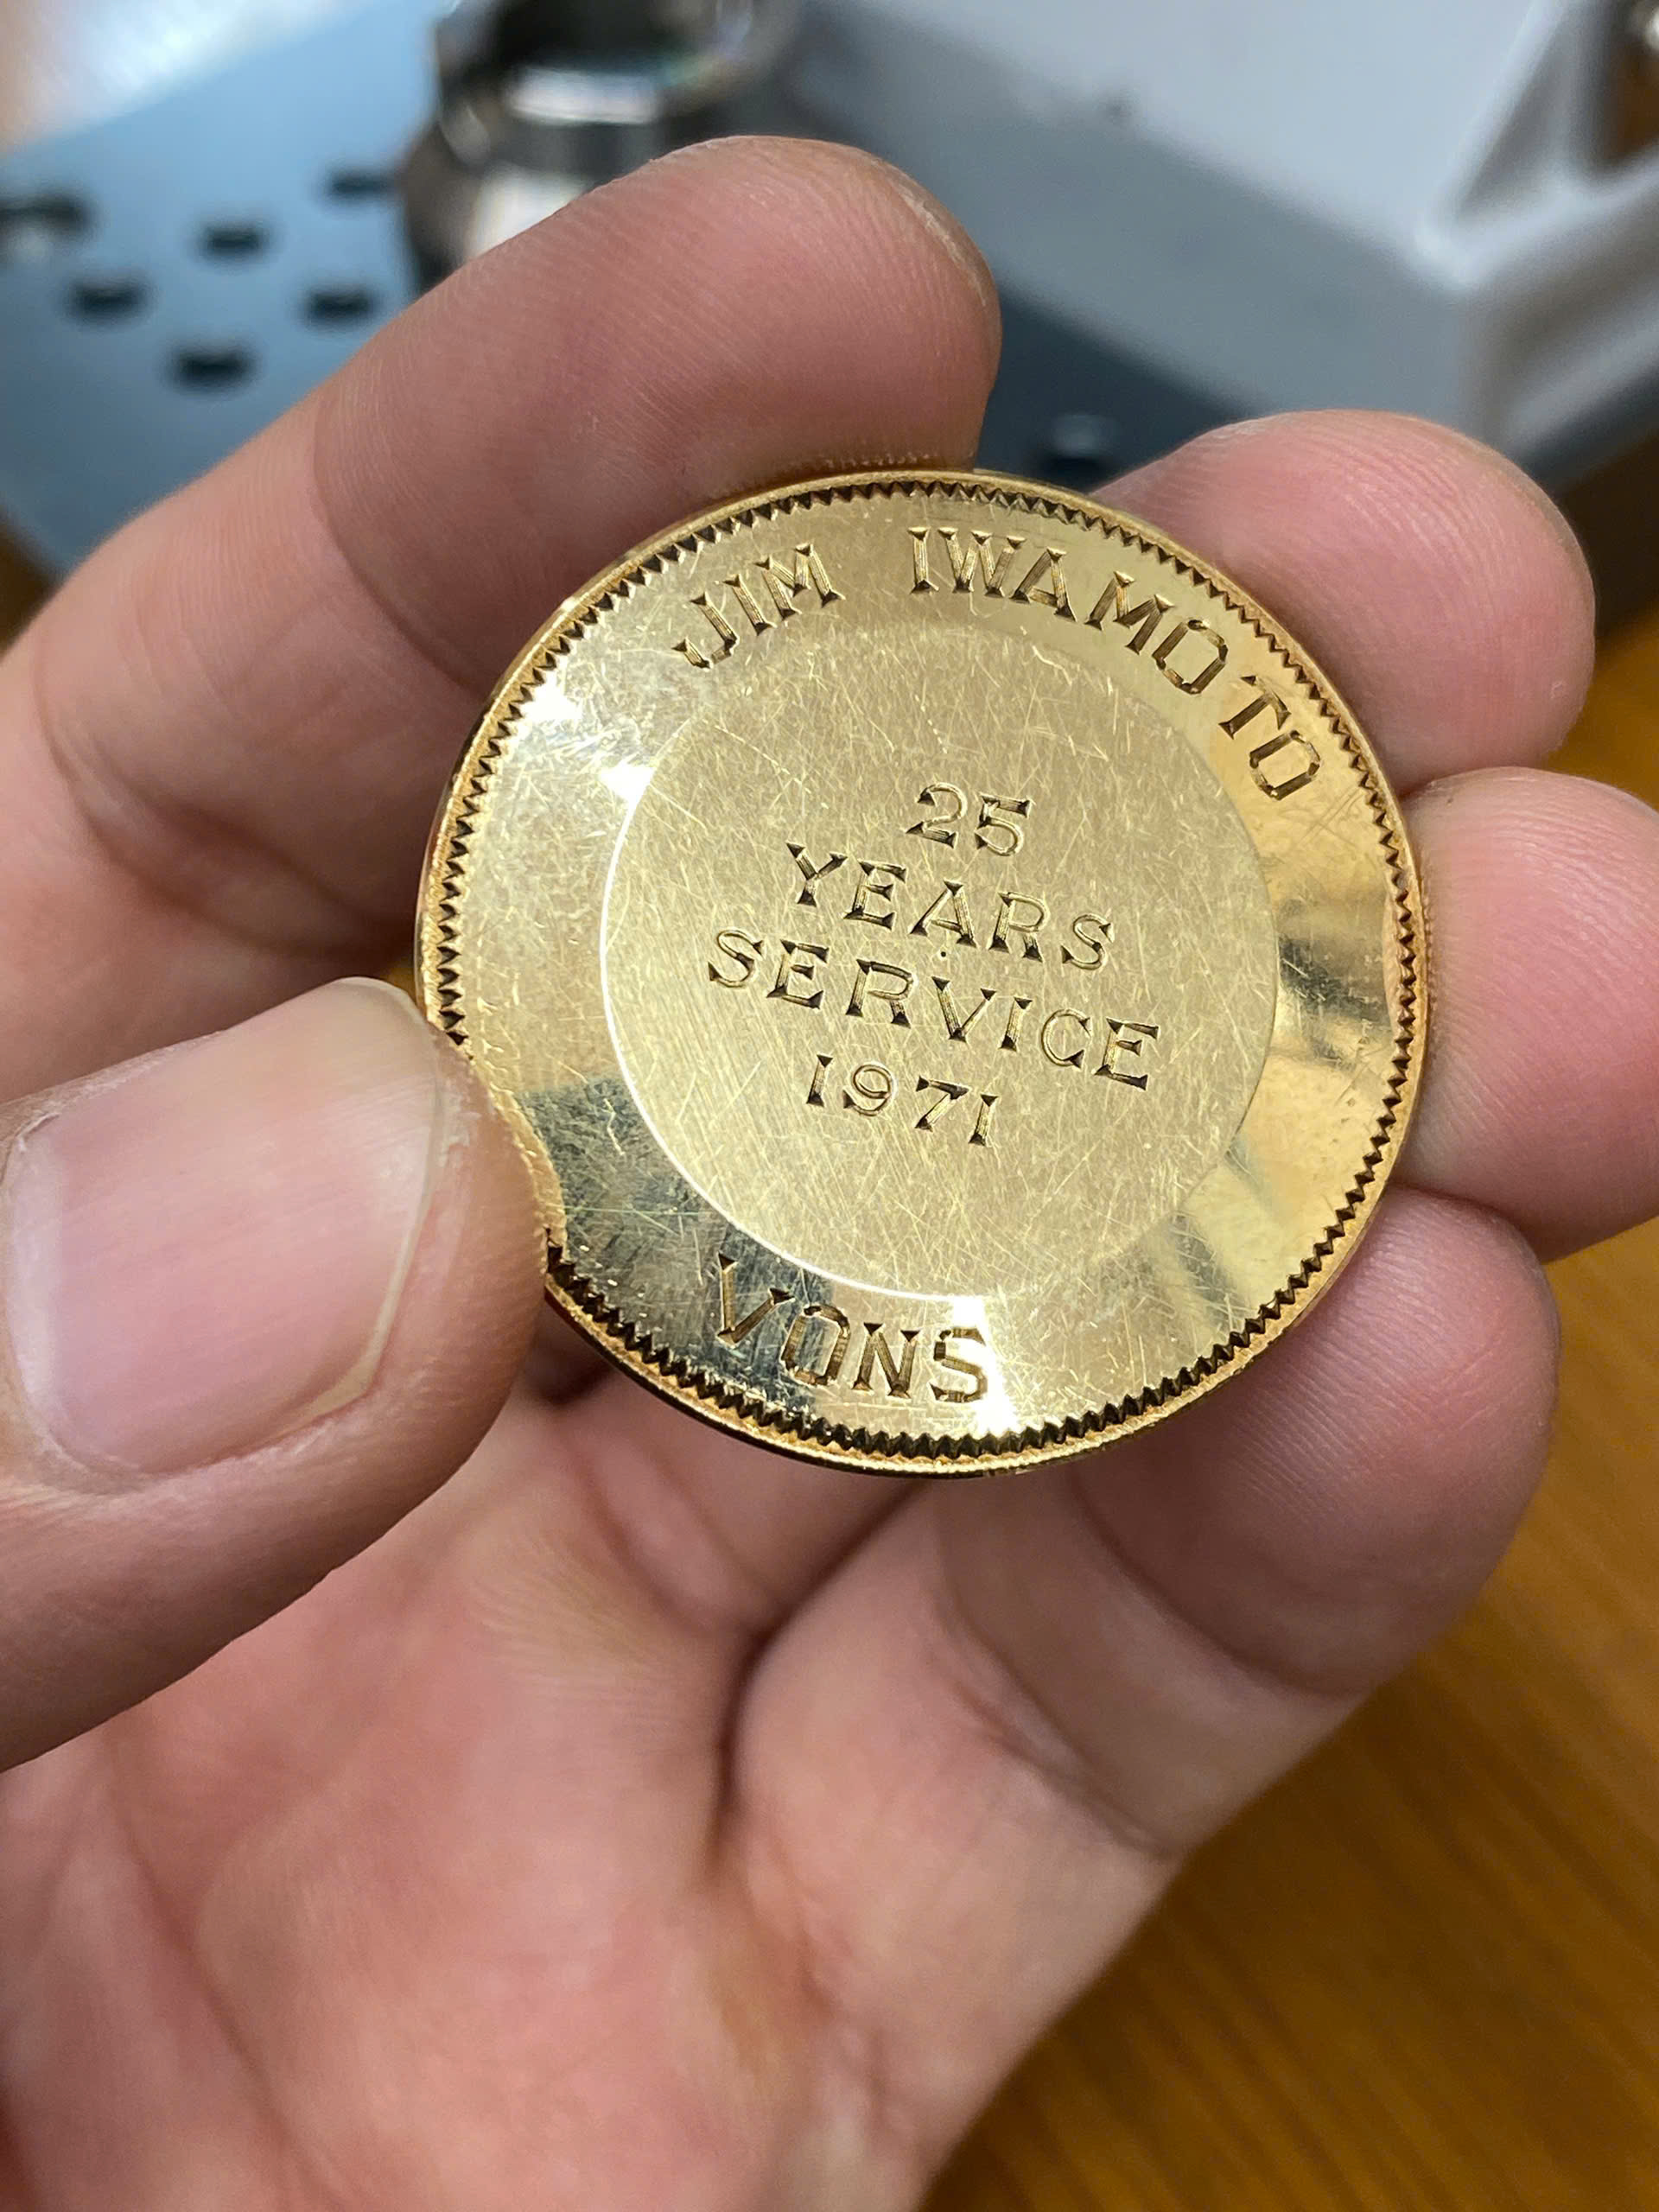 JIM IWAMOTO
25
YEARS
SERVICE
1971
VONS